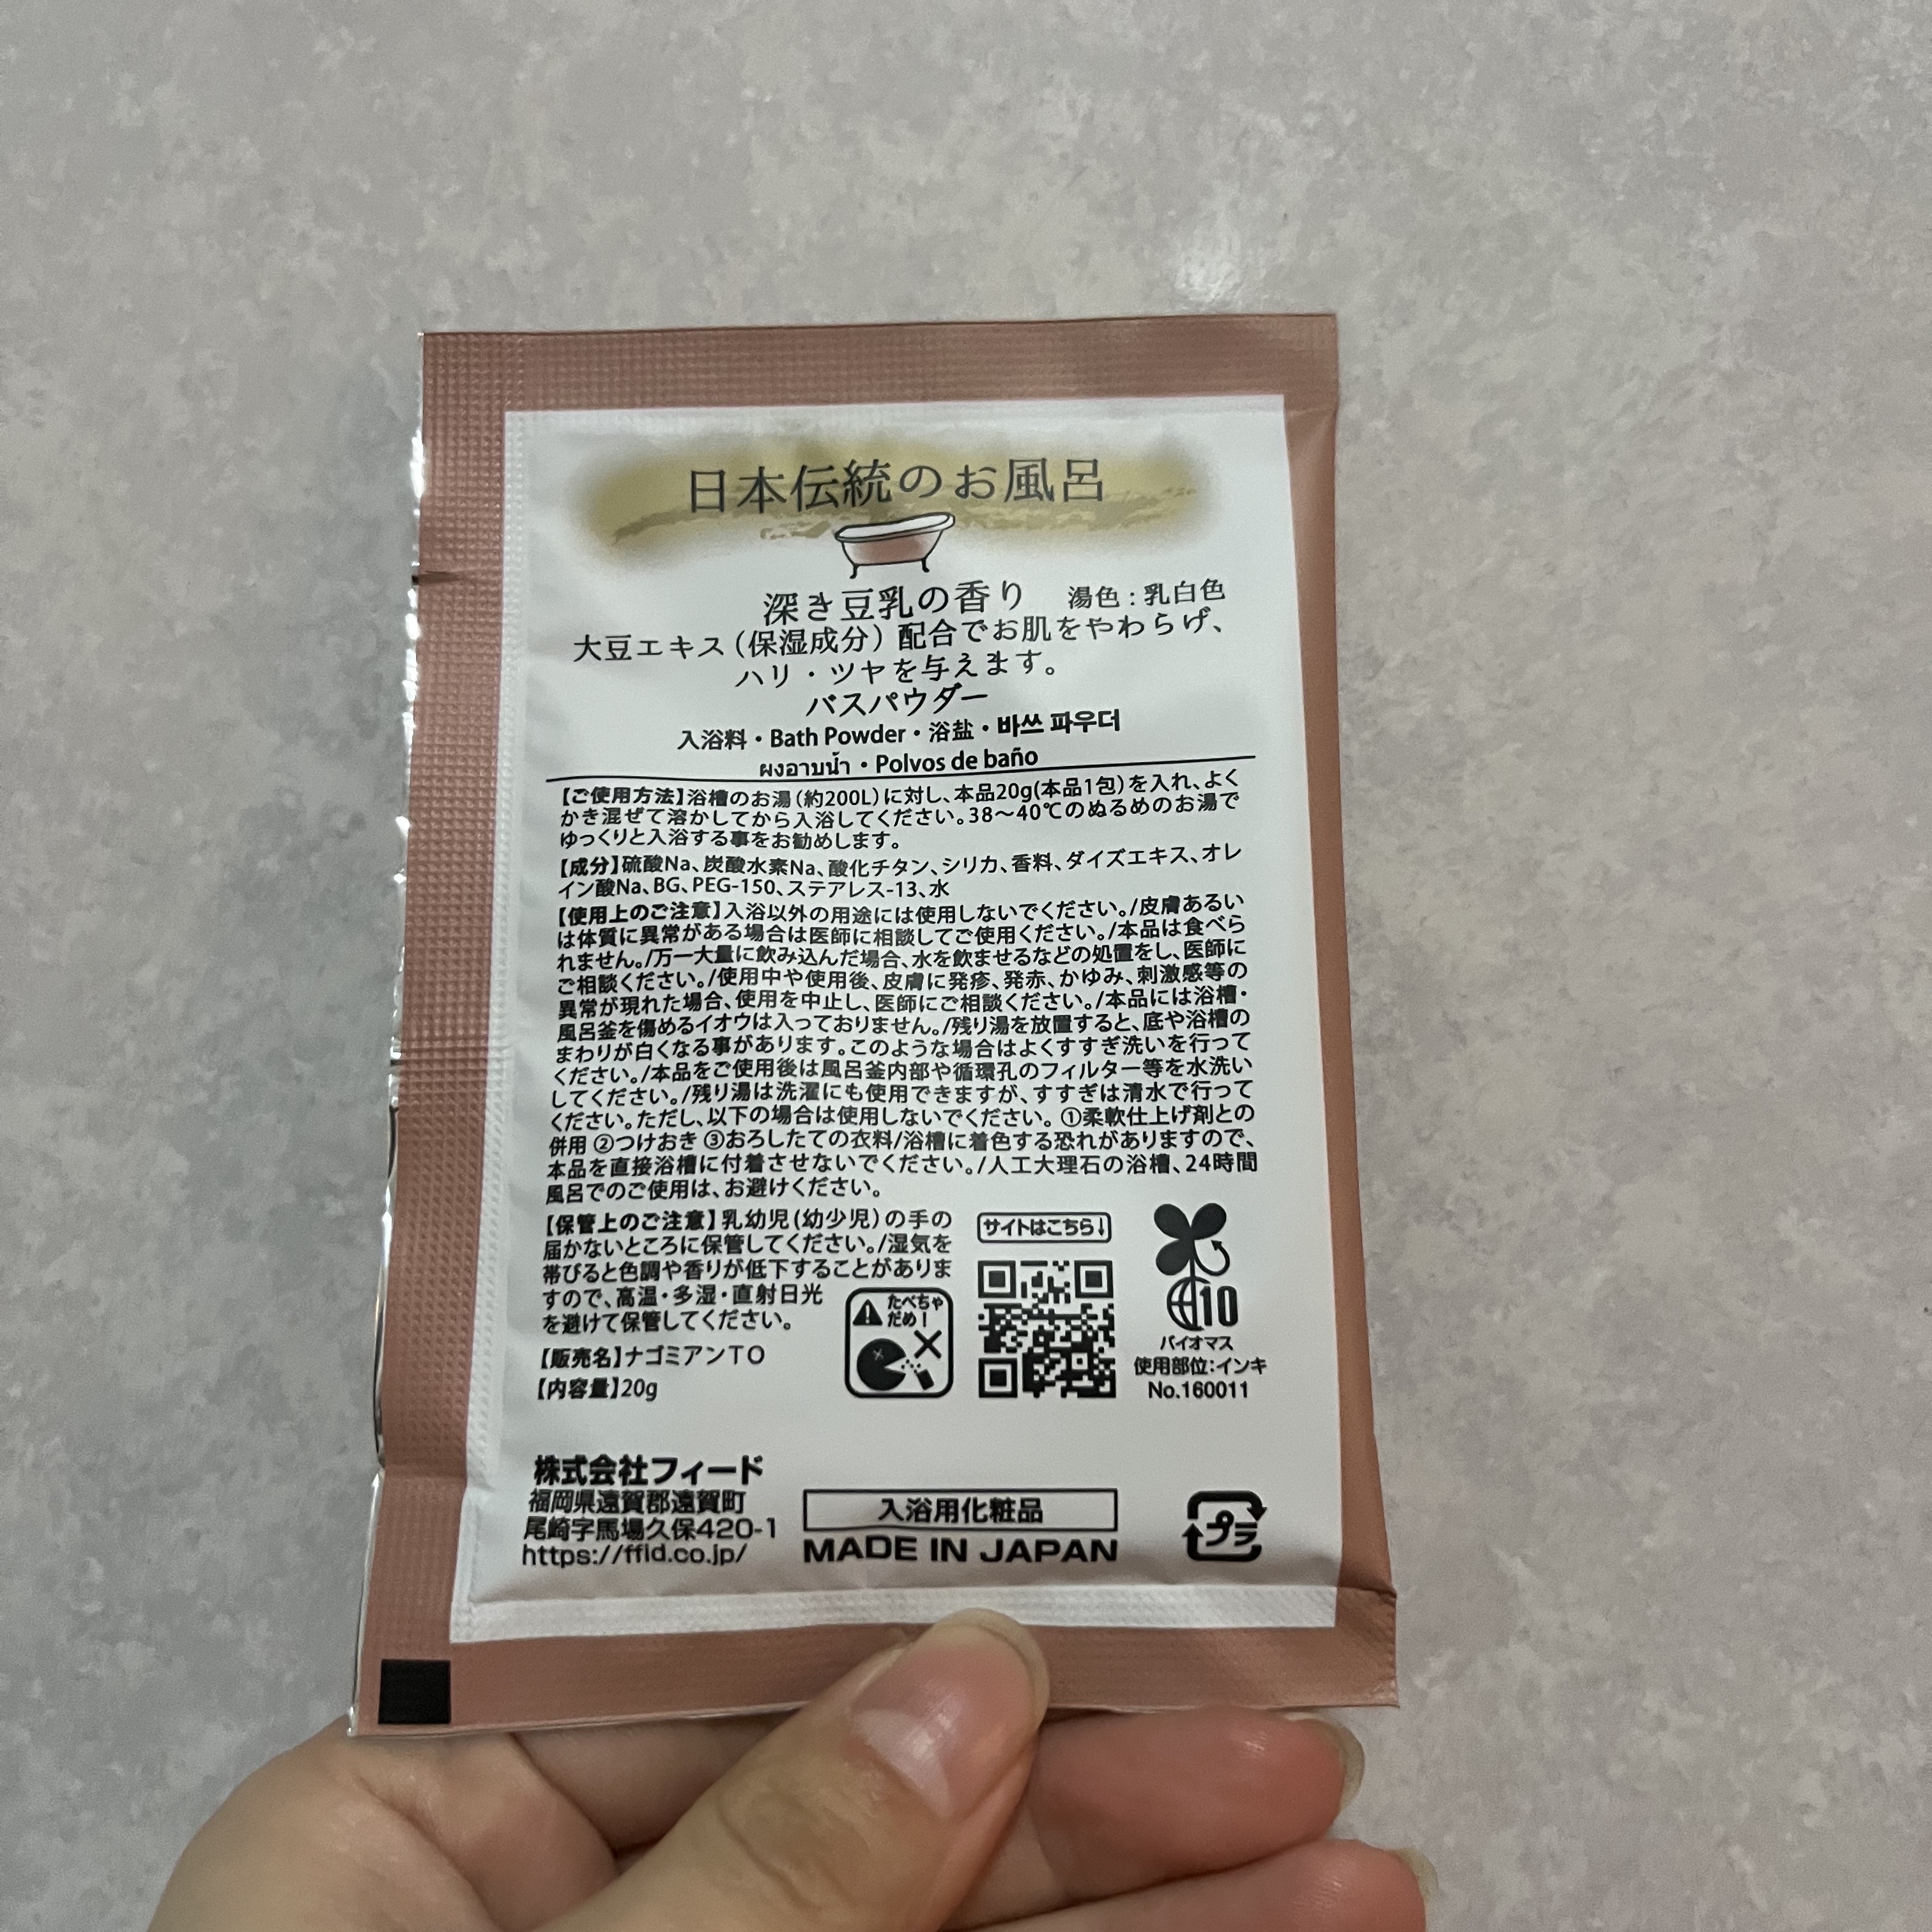 日本伝統のお風呂
深き豆乳の香り　湯色：乳白色
大豆エキス（保湿成分）配合でお肌をやわらげ、
ハリ・ツヤを与えます。
バスパウダー
入浴料・Bath Powder・浴盐・바쓰 파우더
ผงอาบน้ำ・Polvos de baño
【ご使用方法】浴槽のお湯（約200L）に対し、本品20g(本品1包）を入れ、よく
かき混ぜて溶かしてから入浴してください。38〜40℃のぬるめのお湯で
ゆっくりと入浴する事をお勧めします。
【成分】硫酸Na、炭酸水素Na、酸化チタン、シリカ、香料、ダイズエキス、オレ
イン酸Na、BG、PEG-150、ステアレス-13、水
【使用上のご注意】入浴以外の用途には使用しないでください。/皮膚あるい
は体質に異常がある場合は医師に相談してご使用ください。/本品は食べら
れません。/万一大量に飲み込んだ場合、水を飲ませるなどの処置をし、医師に
ご相談ください。/使用中や使用後、皮膚に発疹、発赤、かゆみ、刺激感等の
異常が現れた場合、使用を中止し、医師にご相談ください。/本品には浴槽・
風呂釜を傷めるイオウは入っておりません。/残り湯を放置すると、底や浴槽の
まわりが白くなる事があります。このような場合はよくすすぎ洗いを行って
ください。/本品をご使用後は風呂釜内部や循環孔のフィルター等を水洗い
してください。/残り湯は洗濯にも使用できますが、すすぎは清水で行って
ください。ただし、以下の場合は使用しないでください。①柔軟仕上げ剤との
併用 ②つけおき ③おろしたての衣料/浴槽に着色する恐れがありますので、
本品を直接浴槽に付着させないでください。/人工大理石の浴槽、24時間
風呂でのご使用は、お避けください。
【保管上のご注意】乳幼児（幼少児）の手の
届かないところに保管してください。/湿気を
帯びると色調や香りが低下することがありま
すので、高温・多湿・直射日光
を避けて保管してください。
【販売名】ナゴミアンTO
【内容量】20g
たべちゃ
だめ！
サイトはこちら↓
10
バイオマス
使用部位：インキ
No.160011
株式会社フィード
福岡県遠賀郡遠賀町
尾崎字馬場久保420-1
https://ffid.co.jp/
入浴用化粧品
MADE IN JAPAN
プラ